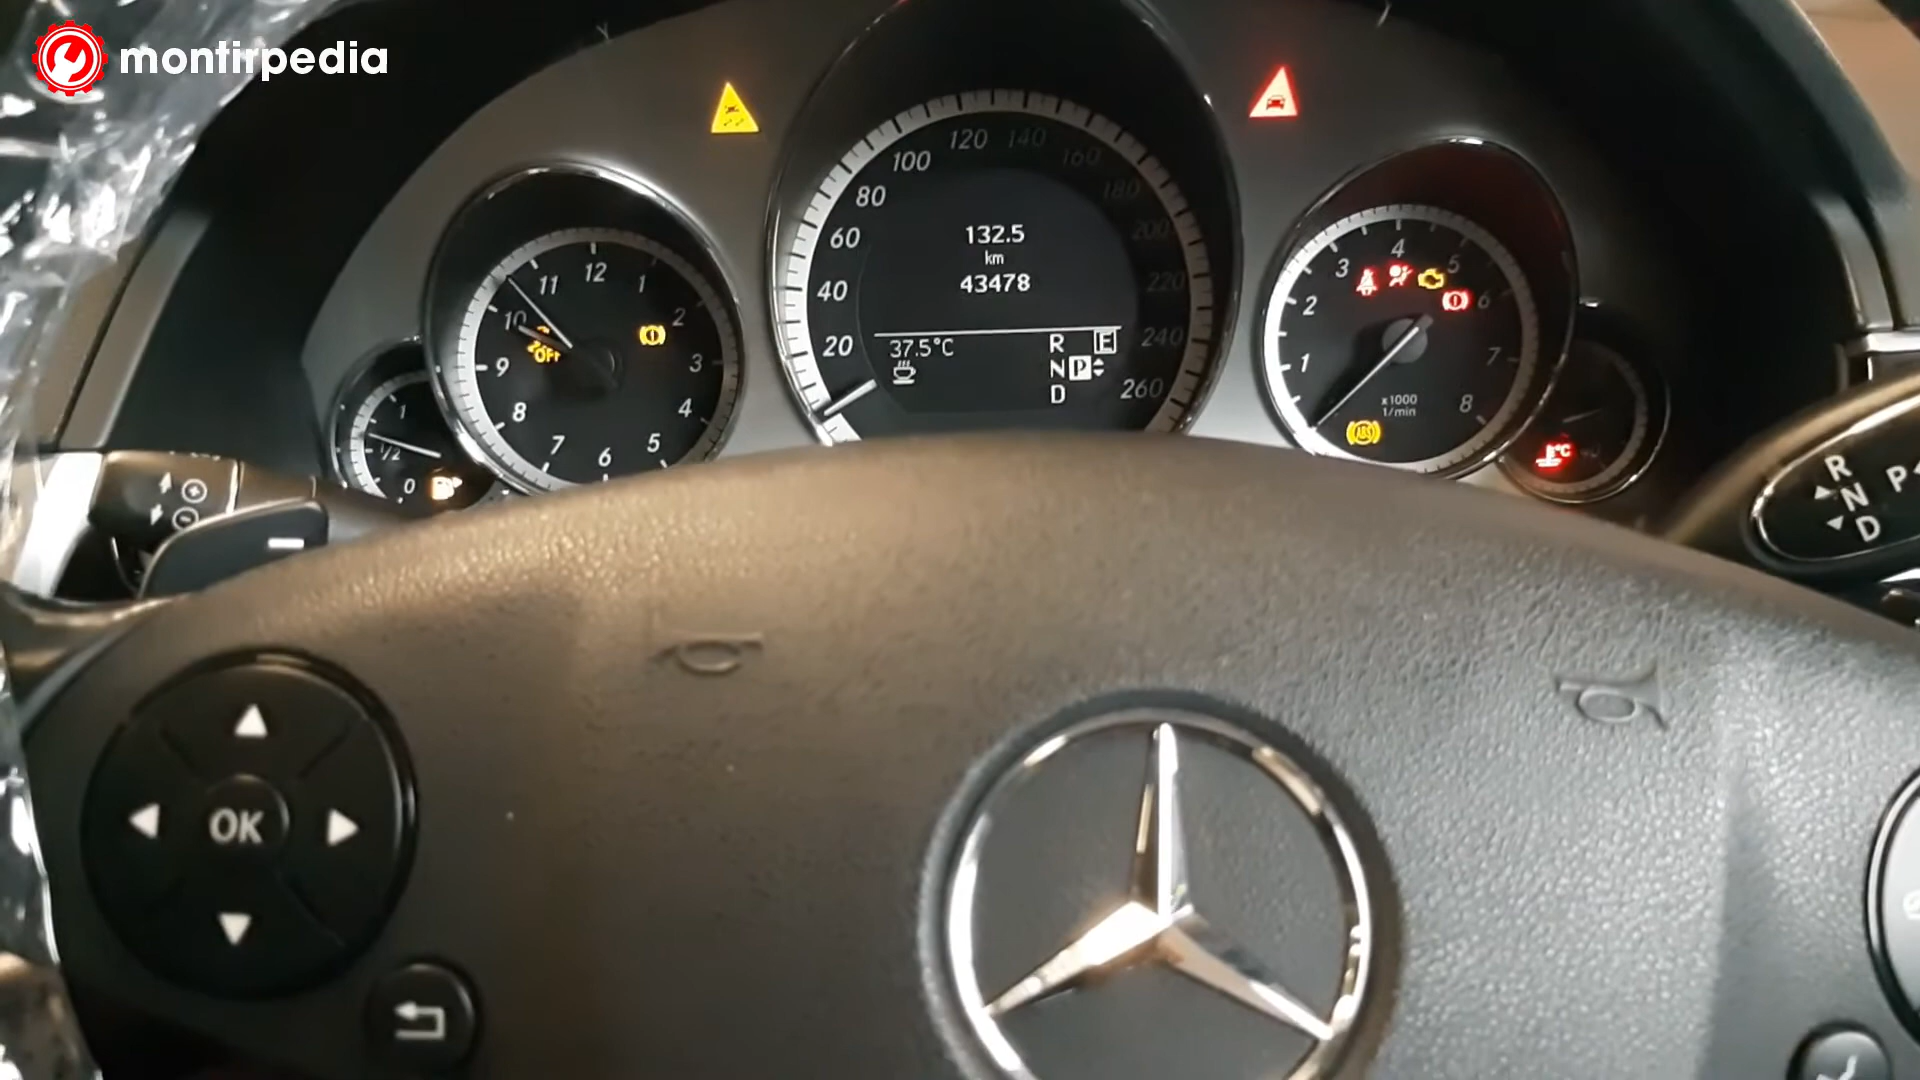 montirpedia
120
140
100
160
80
180
60
200
40
220
20
240
260
132.5
km
43478
37.5°C
R E
N P
D
11
12
1
10
2
OFF
9
3
8
4
7
6
5
1
1/2
0
4
3
5
2
6
1
7
8
x1000
1/min
ABS
°C
R
N P
D
OK